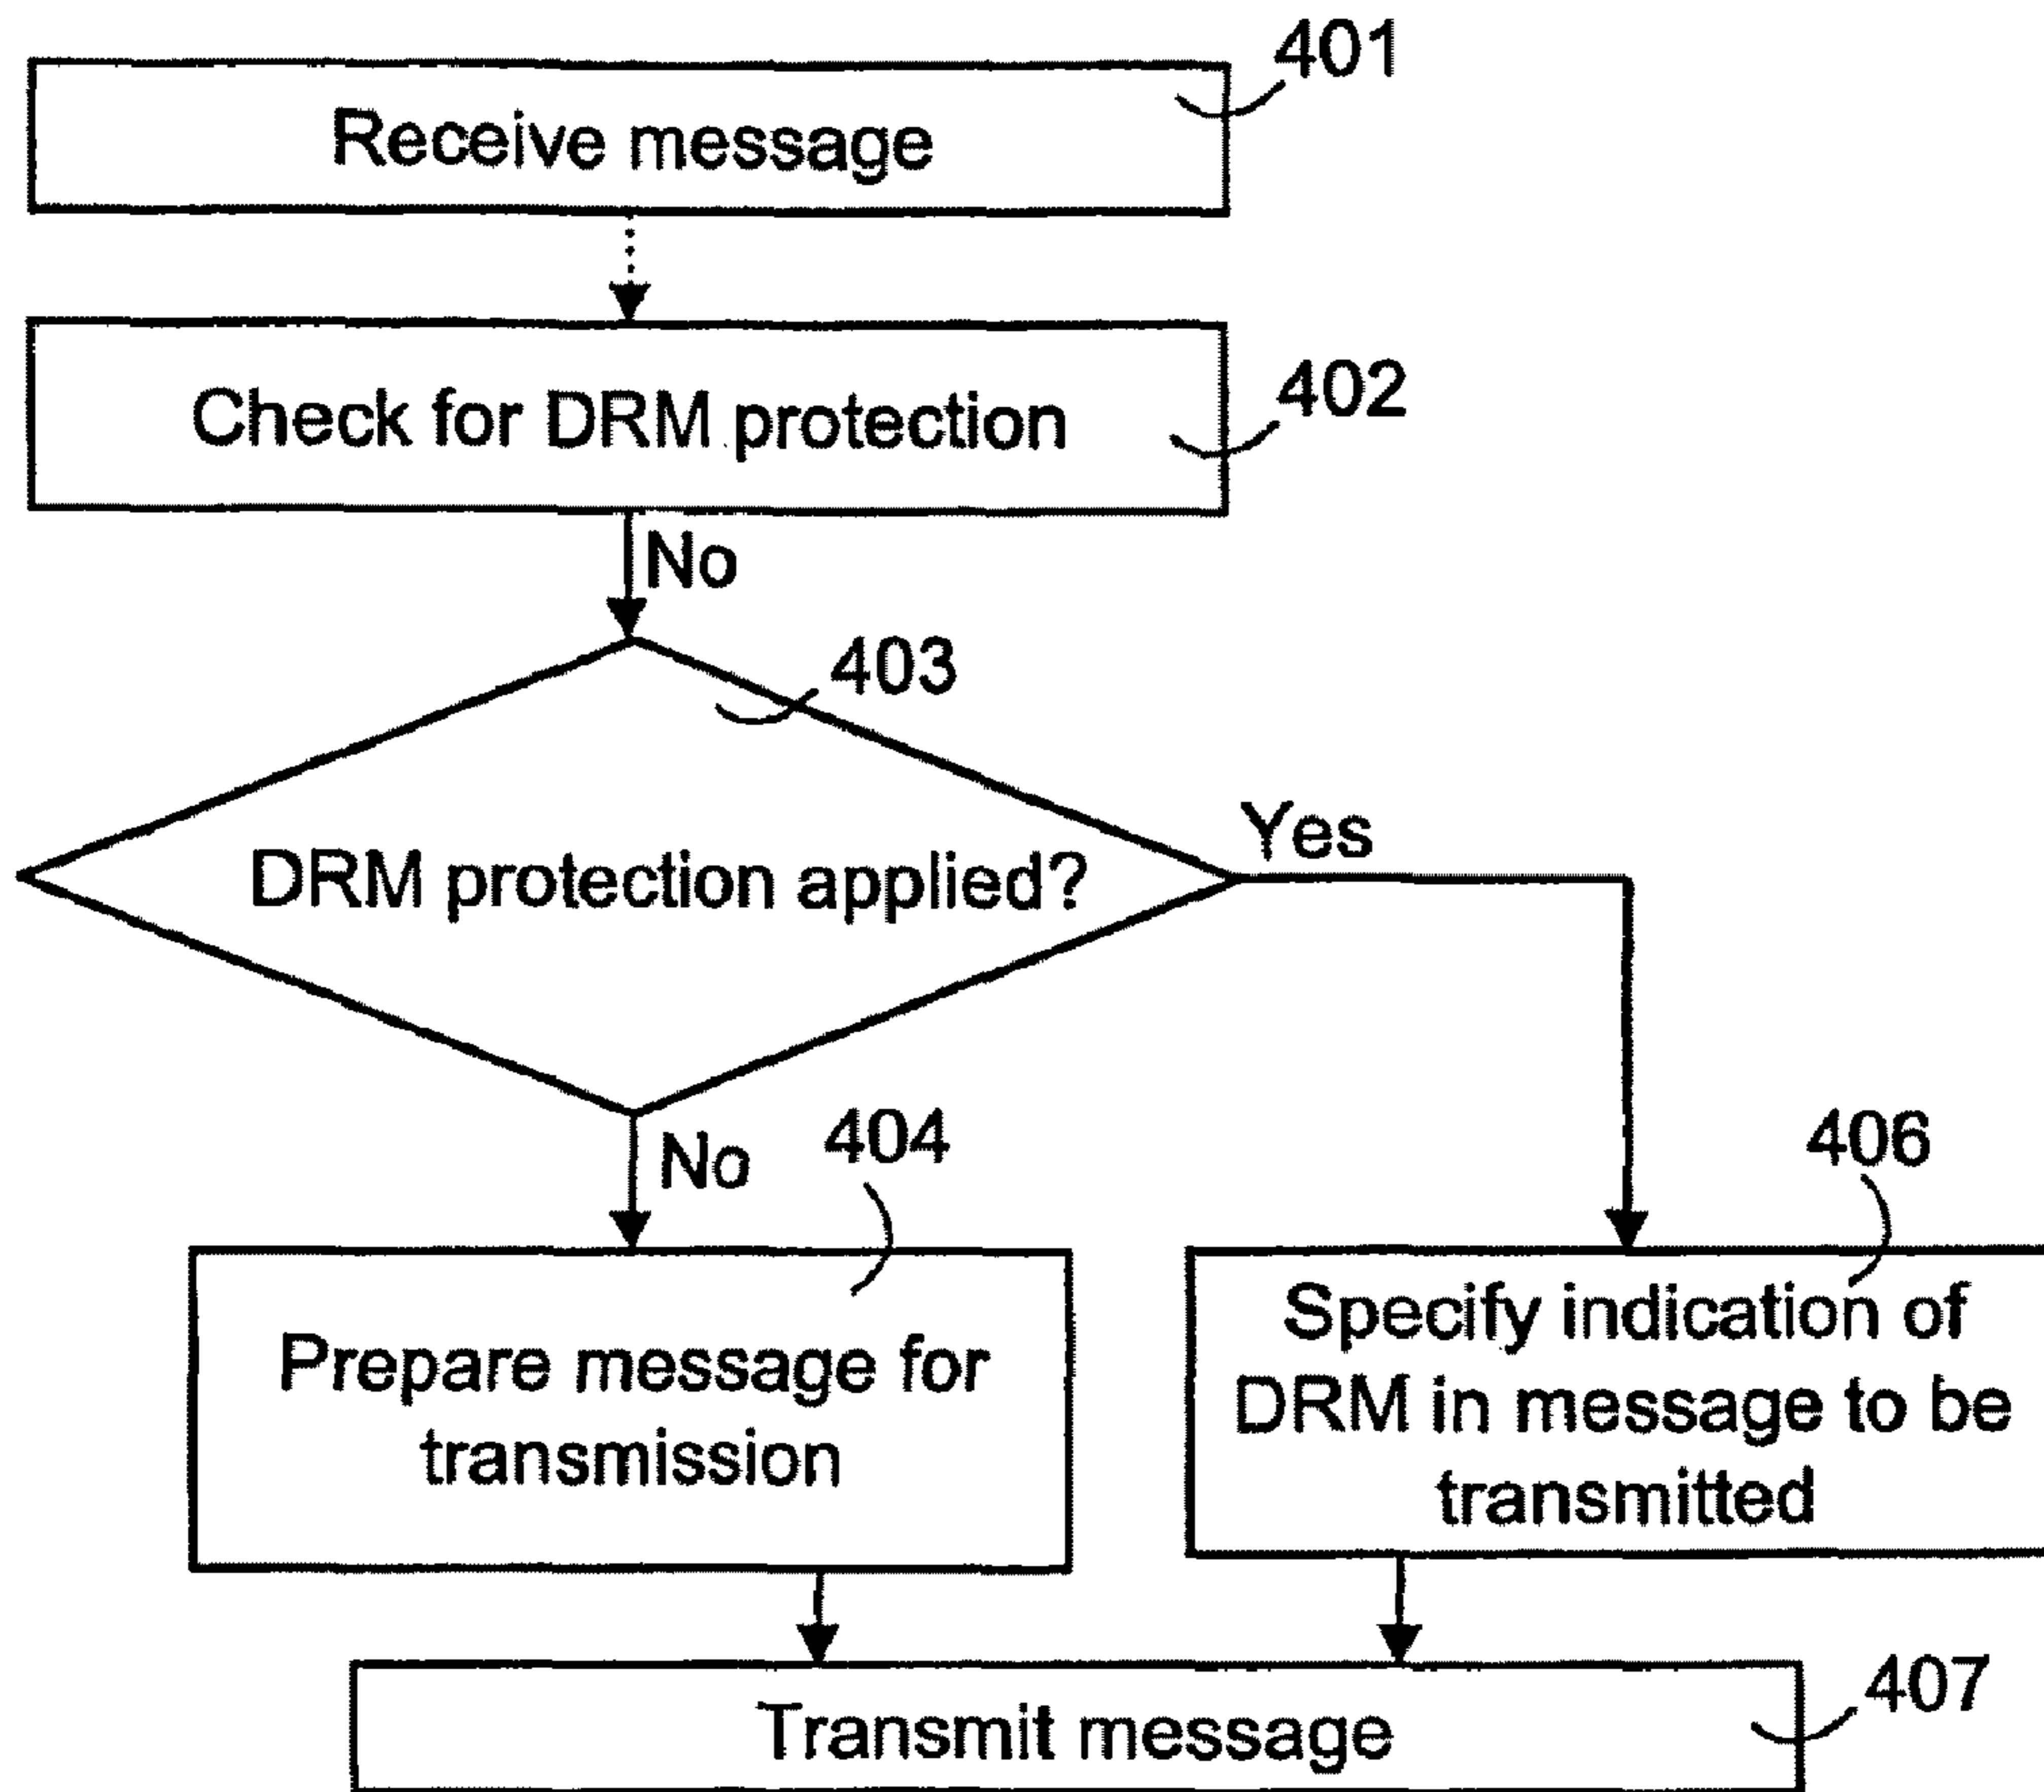 401
Receive message
402
Check for DRM protection
No
403
DRM protection applied?
Yes
No
404
406
Prepare message for
transmission
Specify indication of
DRM in message to be
transmitted
407
Transmit message